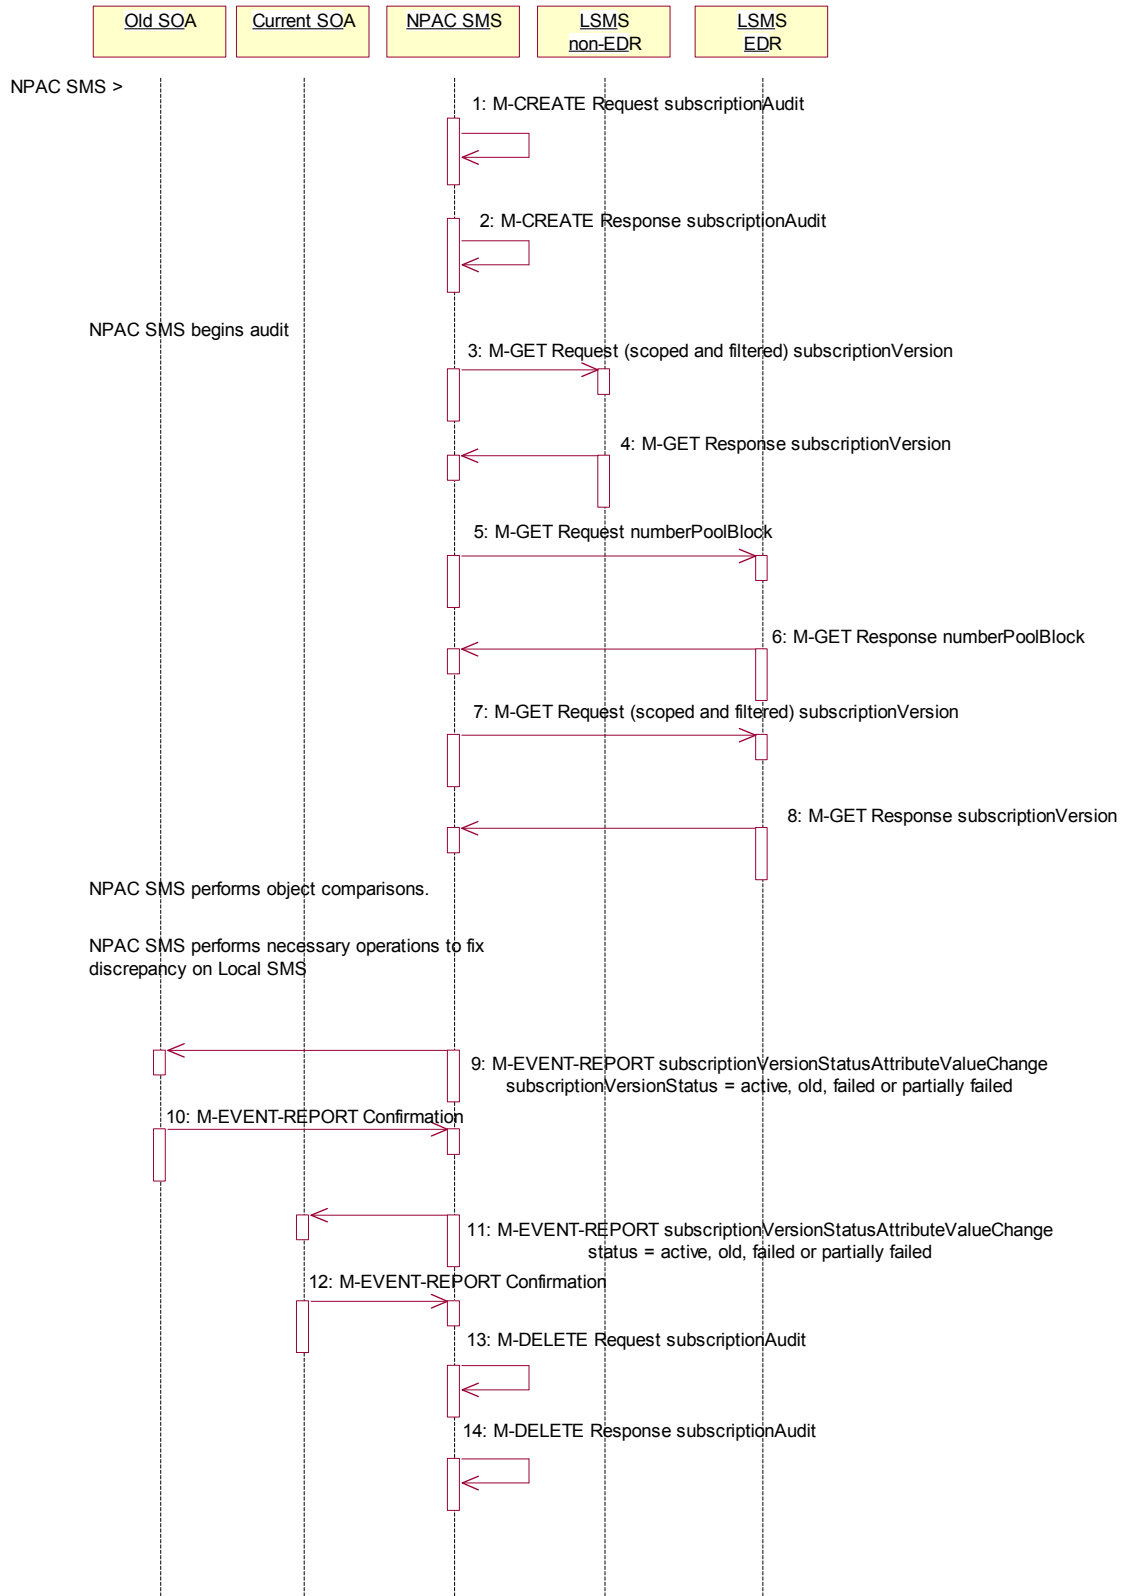 Old SOA
Current SOA
NPAC SMS
LSMS
non-EDR
LSMS
EDR
NPAC SMS >
1: M-CREATE Request subscriptionAudit
2: M-CREATE Response subscriptionAudit
NPAC SMS begins audit
3: M-GET Request (scoped and filtered) subscriptionVersion
4: M-GET Response subscriptionVersion
5: M-GET Request numberPoolBlock
6: M-GET Response numberPoolBlock
7: M-GET Request (scoped and filtered) subscriptionVersion
8: M-GET Response subscriptionVersion
NPAC SMS performs object comparisons.
NPAC SMS performs necessary operations to fix
discrepancy on Local SMS
9: M-EVENT-REPORT subscriptionVersionStatusAttributeValueChange
subscriptionVersionStatus = active, old, failed or partially failed
10: M-EVENT-REPORT Confirmation
11: M-EVENT-REPORT subscriptionVersionStatusAttributeValueChange
status = active, old, failed or partially failed
12: M-EVENT-REPORT Confirmation
13: M-DELETE Request subscriptionAudit
14: M-DELETE Response subscriptionAudit